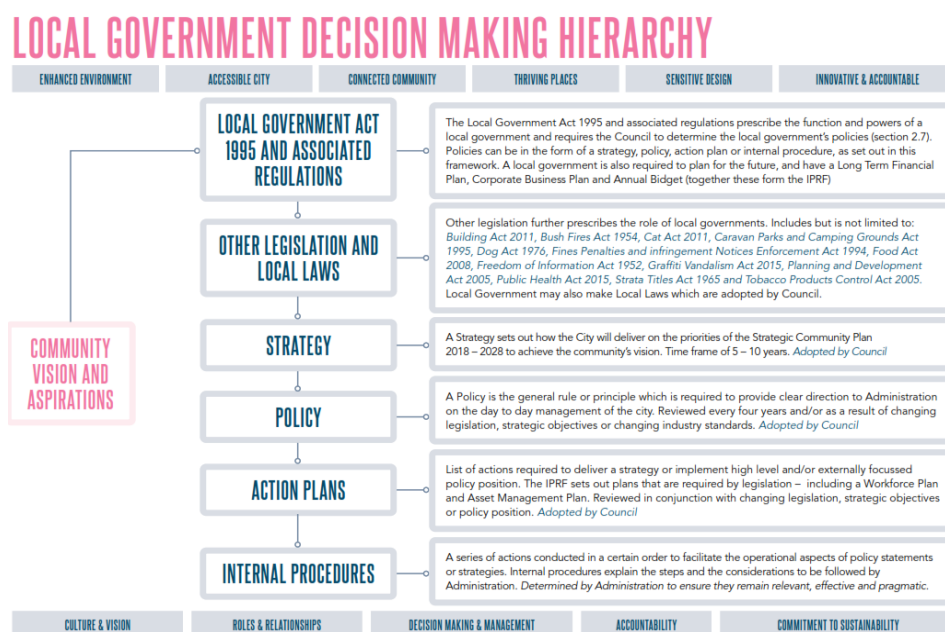 LOCAL GOVERNMENT DECISION MAKING HIERARCHY
ENHANCED ENVIRONMENT
ACCESSIBLE CITY
CONNECTED COMMUNITY
THRIVING PLACES
SENSITIVE DESIGN
INNOVATIVE & ACCOUNTABLE
COMMUNITY
VISION AND
ASPIRATIONS
LOCAL GOVERNMENT ACT
1995 AND ASSOCIATED
REGULATIONS
The Local Government Act 1995 and associated regulations prescribe the function and powers of a
local government and requires the Council to determine the local government's policies (section 2.7).
Policies can be in the form of a strategy, policy, action plan or internal procedure, as set out in this
framework. A local government is also required to plan for the future, and have a Long Term Financial
Plan, Corporate Business Plan and Annual Budget (together these form the IPRF)
OTHER LEGISLATION AND
LOCAL LAWS
Other legislation further prescribes the role of local governments. Includes but is not limited to:
Building Act 2011, Bush Fires Act 1954, Cat Act 2011, Caravan Parks and Camping Grounds Act
1995, Dog Act 1976, Fines Penalties and infringement Notices Enforcement Act 1994, Food Act
2008, Freedom of Information Act 1952, Graffiti Vandalism Act 2015, Planning and Development
Act 2005, Public Health Act 2015, Strata Titles Act 1965 and Tobacco Products Control Act 2005.
Local Government may also make Local Laws which are adopted by Council.
STRATEGY
A Strategy sets out how the City will deliver on the priorities of the Strategic Community Plan
2018 – 2028 to achieve the community's vision. Time frame of 5 – 10 years. Adopted by Council
POLICY
A Policy is the general rule or principle which is required to provide clear direction to Administration
on the day to day management of the city. Reviewed every four years and/or as a result of changing
legislation, strategic objectives or changing industry standards. Adopted by Council
ACTION PLANS
List of actions required to deliver a strategy or implement high level and/or externally focussed
policy position. The IPRF sets out plans that are required by legislation – including a Workforce Plan
and Asset Management Plan. Reviewed in conjunction with changing legislation, strategic objectives
or policy position. Adopted by Council
INTERNAL PROCEDURES
A series of actions conducted in a certain order to facilitate the operational aspects of policy statements
or strategies. Internal procedures explain the steps and the considerations to be followed by
Administration. Determined by Administration to ensure they remain relevant, effective and pragmatic.
CULTURE & VISION
ROLES & RELATIONSHIPS
DECISION MAKING & MANAGEMENT
ACCOUNTABILITY
COMMITMENT TO SUSTAINABILITY